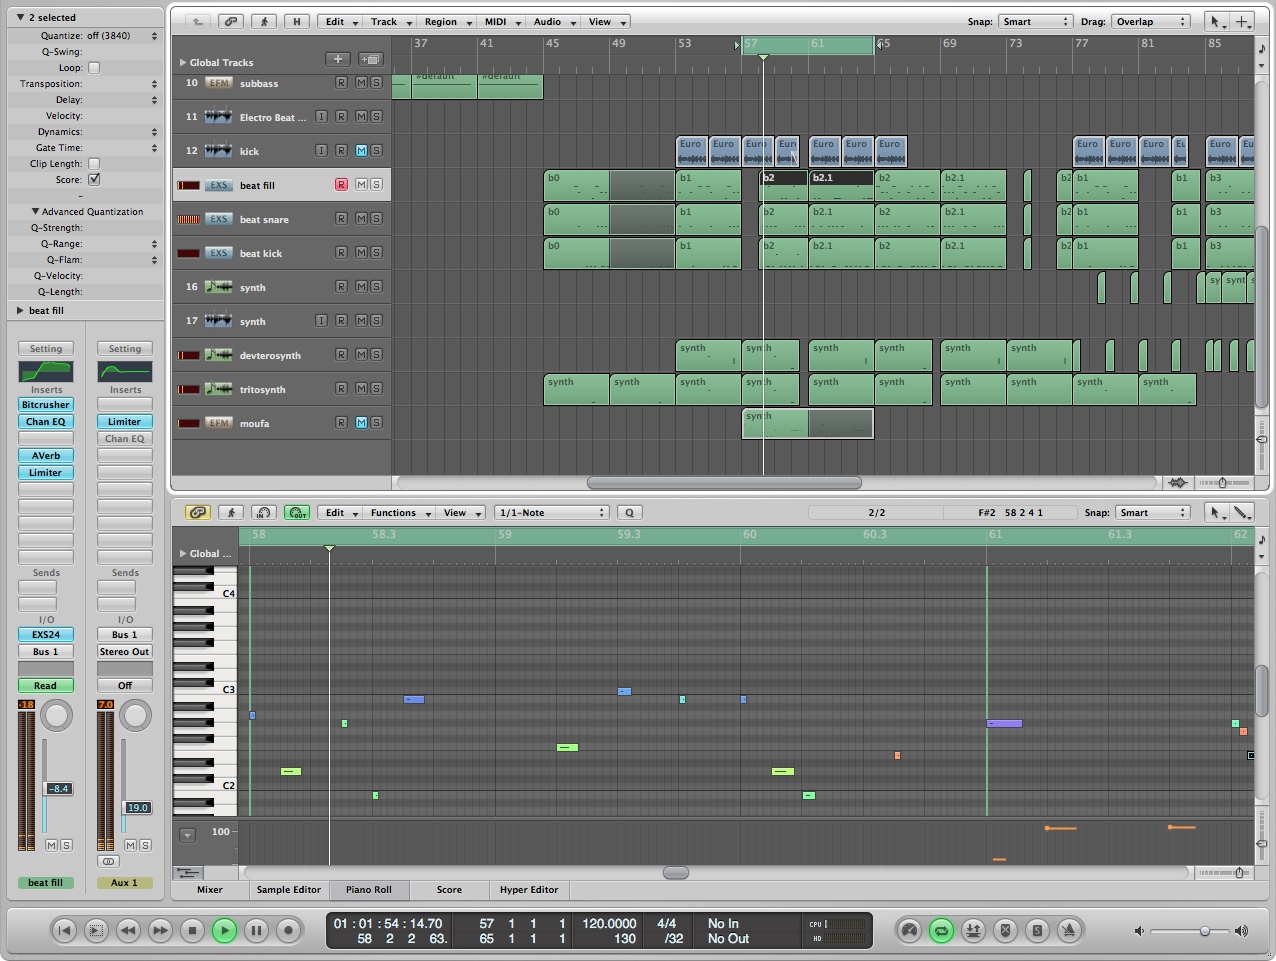 2 selected
Quantize: off (3840)
Q-Swing:
Loop:
Transposition:
Delay:
Velocity:
Dynamics:
Gate Time:
Clip Length:
Score:
Advanced Quantization
Q-Strength:
Q-Range:
Q-Flam:
Q-Velocity:
Q-Length:
beat fill
Setting Setting
Inserts Inserts
Bitcrusher
Chan EQ Limiter
Chan EQ
AVerb
Limiter
Sends Sends
I/O I/O
EXS24 Bus 1
Bus 1 Stereo Out
Read Off
-18 7.0
-8.4
19.0
M S M S
beat fill Aux 1
H Edit Track Region MIDI Audio View Snap: Smart Drag: Overlap
37 41 45 49 53 57 61 65 69 73 77 81 85
Global Tracks
10 EFM subbass R M S #default #default
11 Electro Beat ... I R M S
12 kick I R M S Euro Euro Euro Euro Euro Euro Euro Euro Euro Euro Eu Euro Eu
EXS beat fill R M S b0 b1 b2 b2.1 b2 b2.1 b2 b1 b1 b3
EXS beat snare R M S b0 b1 b2 b2.1 b2 b2.1 b2 b1 b1 b3
EXS beat kick R M S b0 b1 b2 b2.1 b2 b2.1 b2 b1 b1 b3
16 synth R M S sy synt s
17 synth I R M S
devterosynth R M S synth synth synth synth synth synth
tritosynth R M S synth synth synth synth synth synth synth synth synth synth
EFM moufa R M S synth
IN OUT Edit Functions View 1/1-Note Q 2/2 F#2 58 2 4 1 Snap: Smart
58 58.3 59 59.3 60 60.3 61 61.3 62
Global ...
C4
C3
C2
100
Mixer Sample Editor Piano Roll Score Hyper Editor
01 : 01 : 54 : 14.70 57 1 1 1 120.0000 4/4 No In CPU
58 2 2 63. 65 1 1 1 130 /32 No Out HD
S